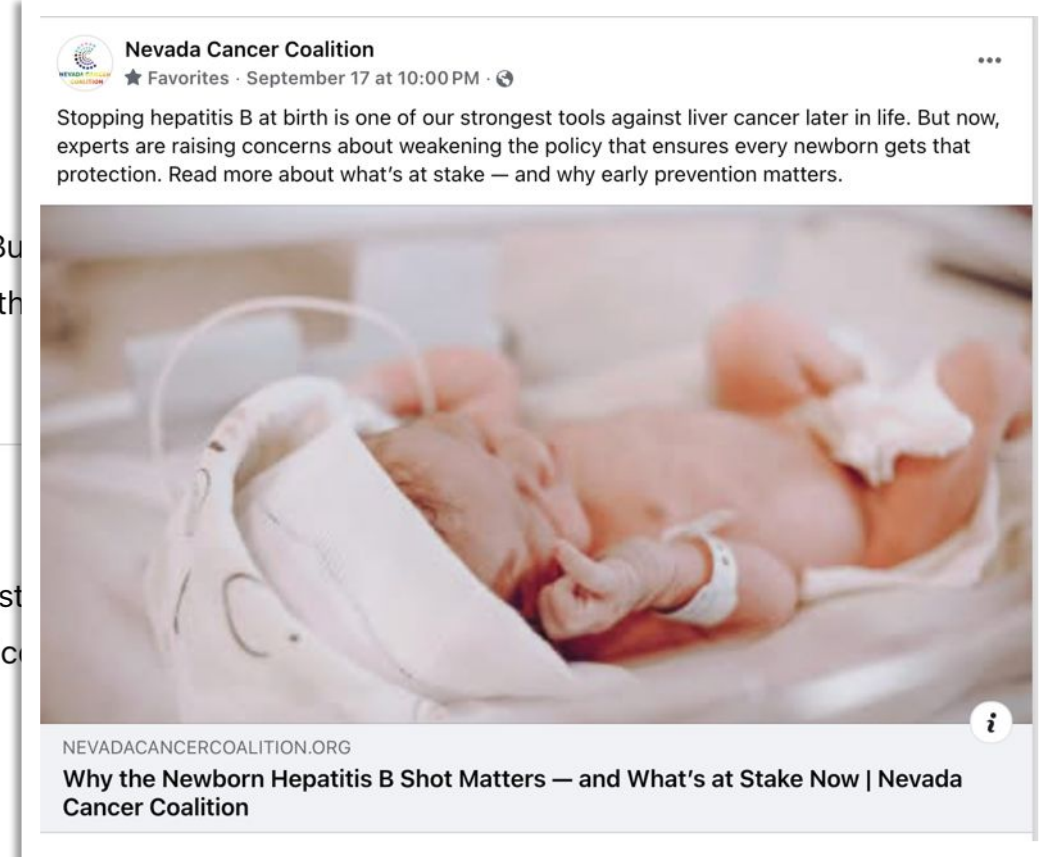 Nevada Cancer Coalition
Favorites · September 17 at 10:00 PM ·
Stopping hepatitis B at birth is one of our strongest tools against liver cancer later in life. But now,
experts are raising concerns about weakening the policy that ensures every newborn gets that
protection. Read more about what's at stake — and why early prevention matters.
NEVADACANCERCOALITION.ORG
Why the Newborn Hepatitis B Shot Matters — and What's at Stake Now | Nevada
Cancer Coalition